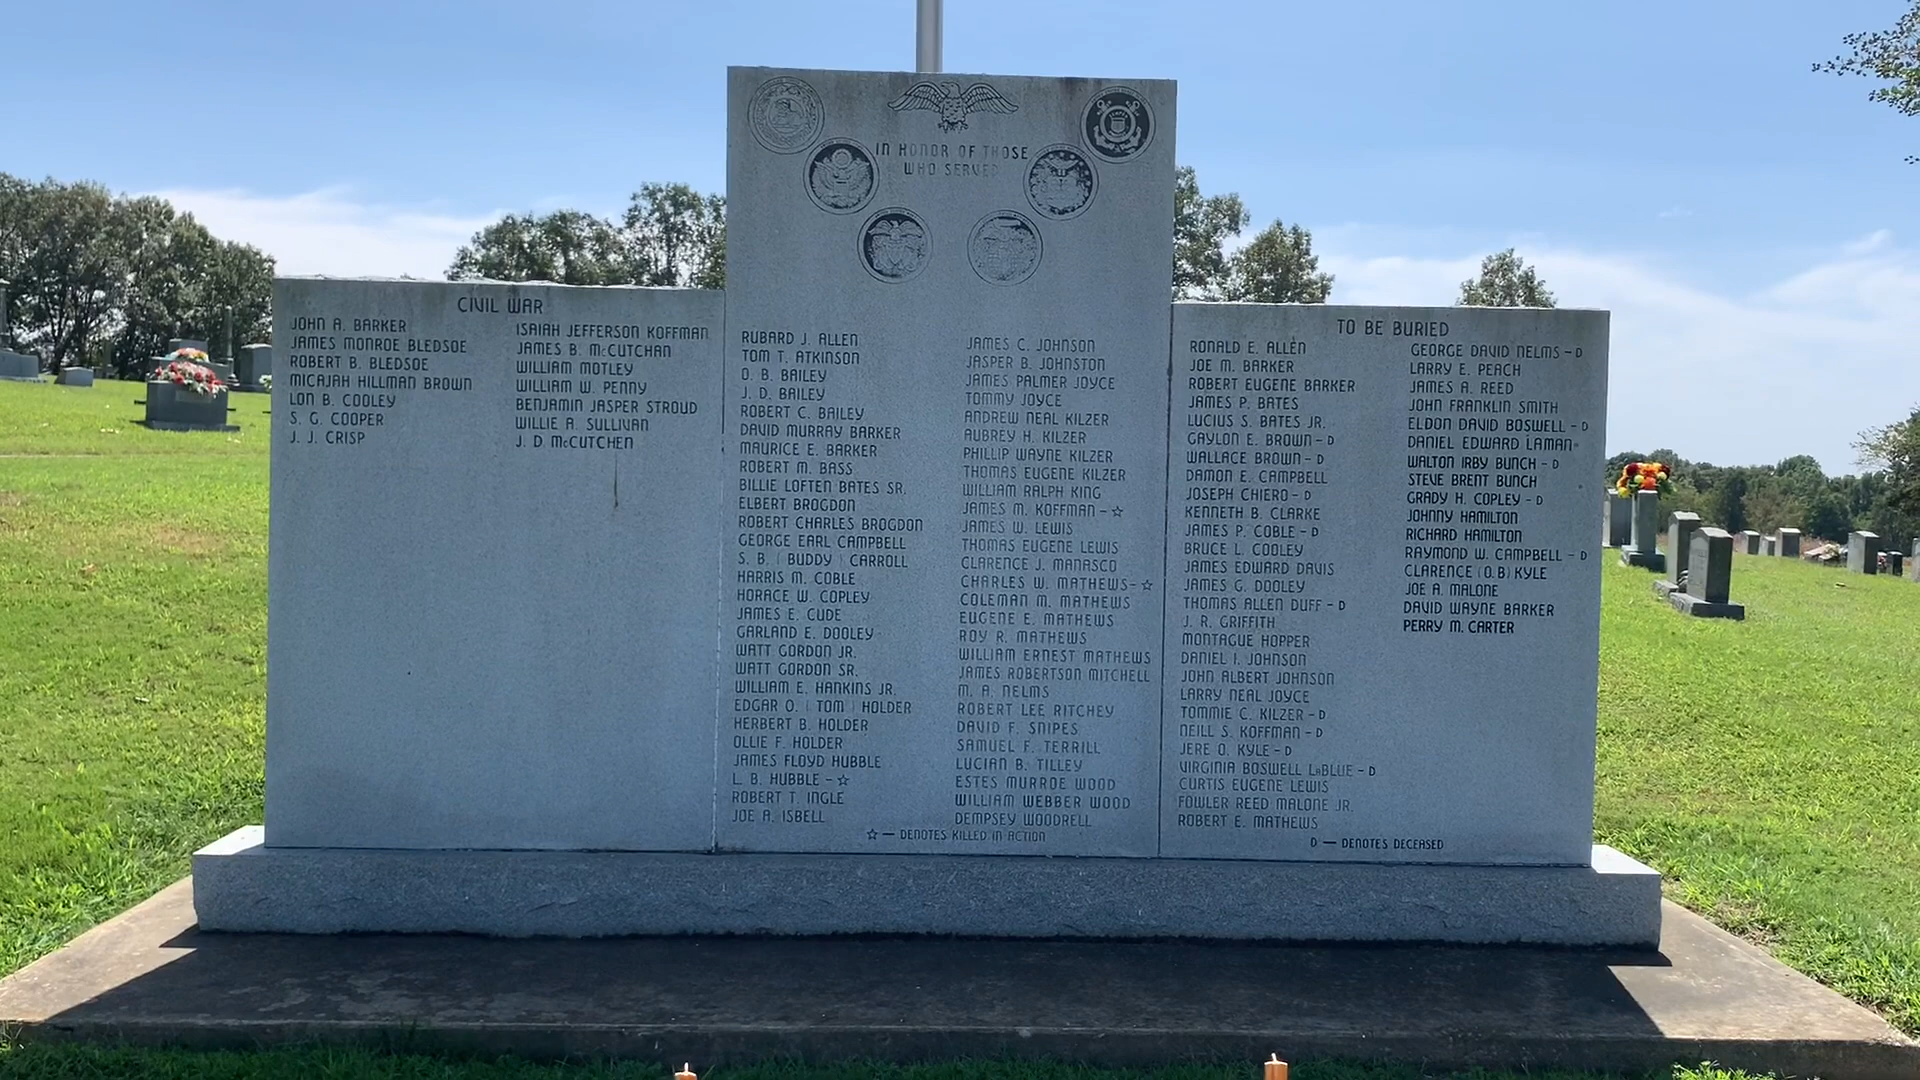 CIVIL WAR
JOHN A. BARKER
JAMES MONROE BLEDSOE
ROBERT B. BLEDSOE
MICAJAH HILLMAN BROWN
LON B. COOLEY
S. G. COOPER
J. J. CRISP
ISAIAH JEFFERSON KOFFMAN
JAMES B. McCUTCHAN
WILLIAM MOTLEY
WILLIAM W. PENNY
BENJAMIN JASPER STROUD
WILLIE A. SULLIVAN
J. D. McCUTCHEN
IN HONOR OF THOSE
WHO SERVED
RUBARD J. ALLEN
TOM T. ATKINSON
O. B. BAILEY
J. D. BAILEY
ROBERT C. BAILEY
DAVID MURRAY BARKER
MAURICE E. BARKER
ROBERT M. BASS
BILLIE LOFTEN BATES SR.
ELBERT BROGDON
ROBERT CHARLES BROGDON
GEORGE EARL CAMPBELL
S. B. (BUDDY) CARROLL
HARRIS M. COBLE
HORACE W. COPLEY
JAMES E. CUDE
GARLAND E. DOOLEY
WATT GORDON JR.
WATT GORDON SR.
WILLIAM E. HANKINS JR.
EDGAR O. (TOM) HOLDER
HERBERT B. HOLDER
OLLIE F. HOLDER
JAMES FLOYD HUBBLE
L. B. HUBBLE - ☆
ROBERT T. INGLE
JOE A. ISBELL
JAMES C. JOHNSON
JASPER B. JOHNSTON
JAMES PALMER JOYCE
TOMMY JOYCE
ANDREW NEAL KILZER
AUBREY H. KILZER
PHILLIP WAYNE KILZER
THOMAS EUGENE KILZER
WILLIAM RALPH KING
JAMES M. KOFFMAN - ☆
JAMES W. LEWIS
THOMAS EUGENE LEWIS
CLARENCE J. MANASCO
CHARLES W. MATHEWS - ☆
COLEMAN M. MATHEWS
EUGENE E. MATHEWS
ROY R. MATHEWS
WILLIAM ERNEST MATHEWS
JAMES ROBERTSON MITCHELL
M. A. NELMS
ROBERT LEE RITCHEY
DAVID F. SNIPES
SAMUEL F. TERRILL
LUCIAN B. TILLEY
ESTES MURROE WOOD
WILLIAM WEBBER WOOD
DEMPSEY WOODRELL
☆ — DENOTES KILLED IN ACTION
TO BE BURIED
RONALD E. ALLEN
JOE M. BARKER
ROBERT EUGENE BARKER
JAMES P. BATES
LUCIUS S. BATES JR.
GAYLON E. BROWN - D
WALLACE BROWN - D
DAMON E. CAMPBELL
JOSEPH CHIERO - D
KENNETH B. CLARKE
JAMES P. COBLE - D
BRUCE L. COOLEY
JAMES EDWARD DAVIS
JAMES G. DOOLEY
THOMAS ALLEN DUFF - D
J. R. GRIFFITH
MONTAGUE HOPPER
DANIEL I. JOHNSON
JOHN ALBERT JOHNSON
LARRY NEAL JOYCE
TOMMIE C. KILZER - D
NEILL S. KOFFMAN - D
JERE O. KYLE - D
VIRGINIA BOSWELL LaBLUE - D
CURTIS EUGENE LEWIS
FOWLER REED MALONE JR.
ROBERT E. MATHEWS
GEORGE DAVID NELMS - D
LARRY E. PEACH
JAMES A. REED
JOHN FRANKLIN SMITH
ELDON DAVID BOSWELL - D
DANIEL EDWARD LAMAN
WALTON IRBY BUNCH - D
STEVE BRENT BUNCH
GRADY H. COPLEY - D
JOHNNY HAMILTON
RICHARD HAMILTON
RAYMOND W. CAMPBELL - D
CLARENCE (O.B) KYLE
JOE A. MALONE
DAVID WAYNE BARKER
PERRY M. CARTER
D — DENOTES DECEASED